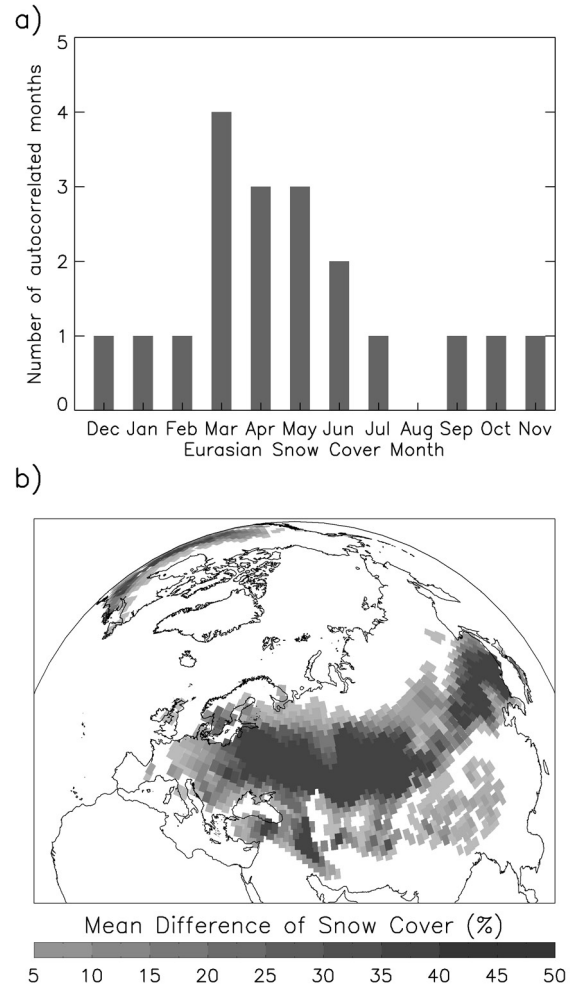 a)
5
4
3
2
1
0
Number of autocorrelated months
Dec Jan Feb Mar Apr May Jun Jul Aug Sep Oct Nov
Eurasian Snow Cover Month
b)
Mean Difference of Snow Cover (%)
5 10 15 20 25 30 35 40 45 50